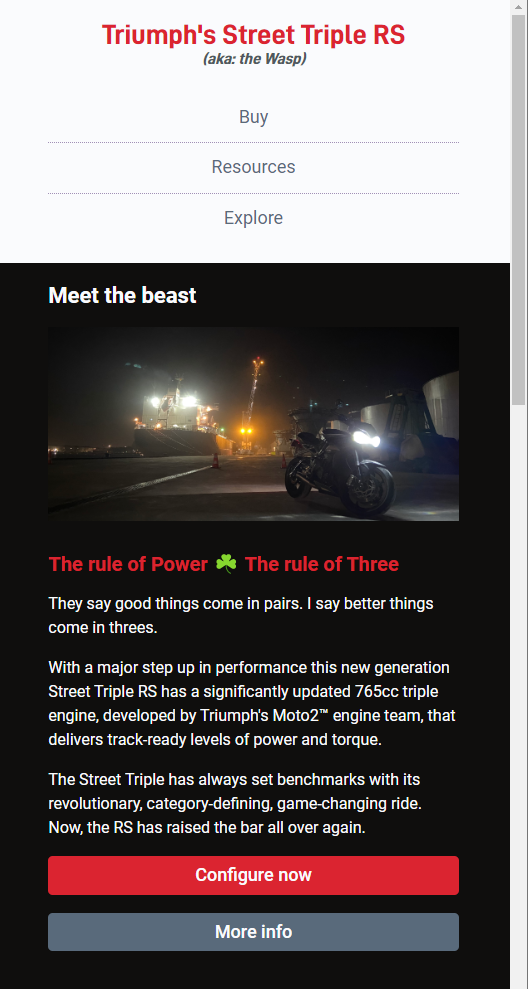 Triumph's Street Triple RS
(aka: the Wasp)
Buy
Resources
Explore
Meet the beast
The rule of Power ☘️ The rule of Three
They say good things come in pairs. I say better things
come in threes.
With a major step up in performance this new generation
Street Triple RS has a significantly updated 765cc triple
engine, developed by Triumph's Moto2™ engine team, that
delivers track-ready levels of power and torque.
The Street Triple has always set benchmarks with its
revolutionary, category-defining, game-changing ride.
Now, the RS has raised the bar all over again.
Configure now
More info